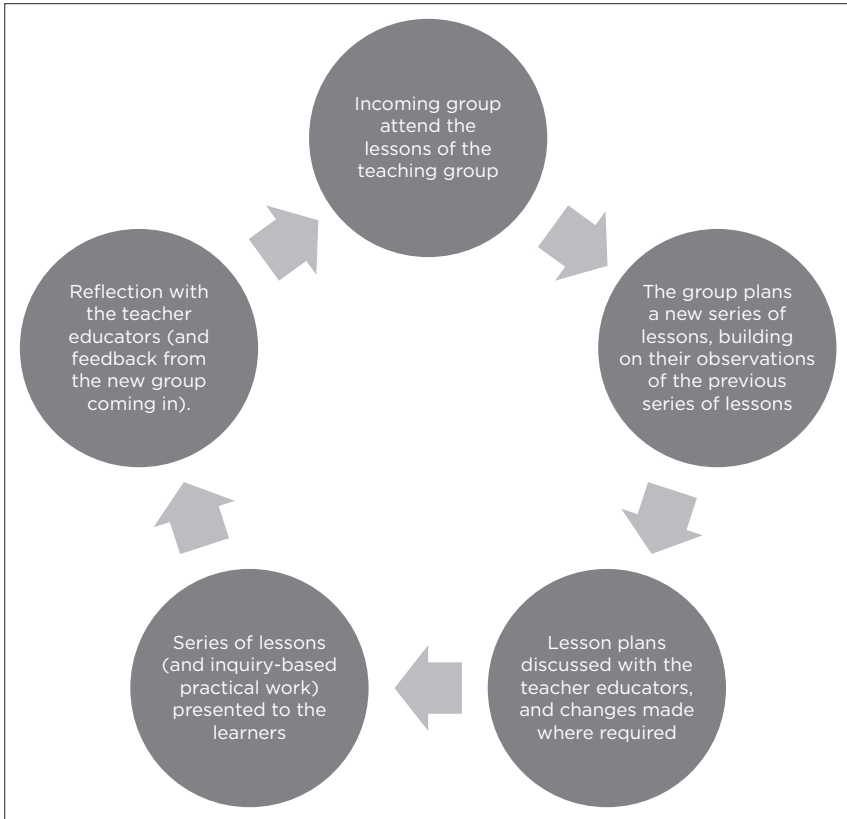 Incoming group
attend the
lessons of the
teaching group
The group plans
a new series of
lessons, building
on their observations
of the previous
series of lessons
Lesson plans
discussed with the
teacher educators,
and changes made
where required
Series of lessons
(and inquiry-based
practical work)
presented to the
learners
Reflection with
the teacher
educators (and
feedback from
the new group
coming in).